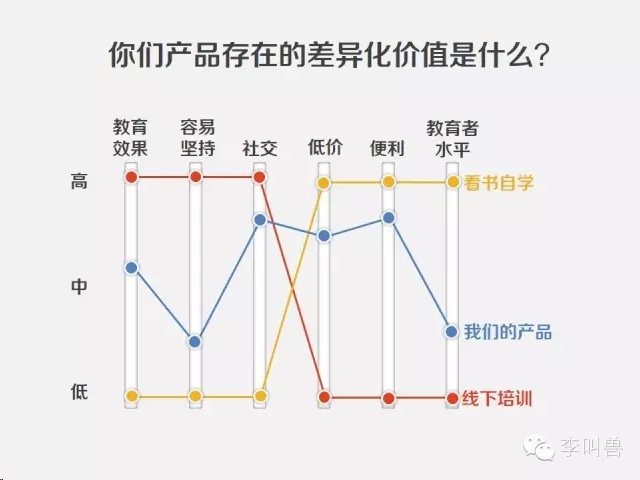 你们产品存在的差异化价值是什么?
教育
效果
容易
坚持
社交
低价
便利
教育者
水平
高
中
低
看书自学
我们的产品
线下培训
李叫兽